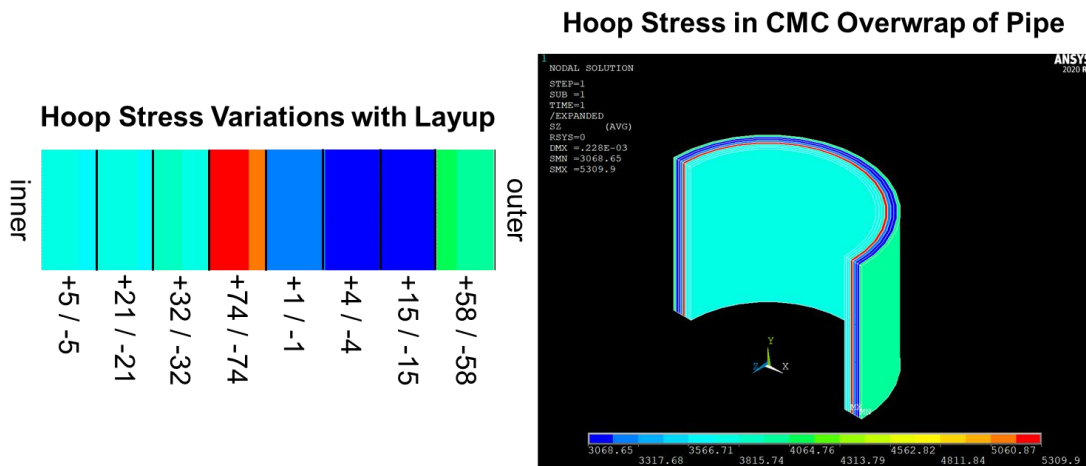 Hoop Stress in CMC Overwrap of Pipe
Hoop Stress Variations with Layup
inner
outer
+5 / -5
+21 / -21
+32 / -32
+74 / -74
+1 / -1
+4 / -4
+15 / -15
+58 / -58
1
NODAL SOLUTION
STEP=1
SUB =1
TIME=1
/EXPANDED
SZ (AVG)
RSYS=0
DMX =.228E-03
SMN =3068.65
SMX =5309.9
ANSYS
2020 R
Y
Z X
3068.65 3566.71 4064.76 4562.82 5060.87
3317.68 3815.74 4313.79 4811.84 5309.9